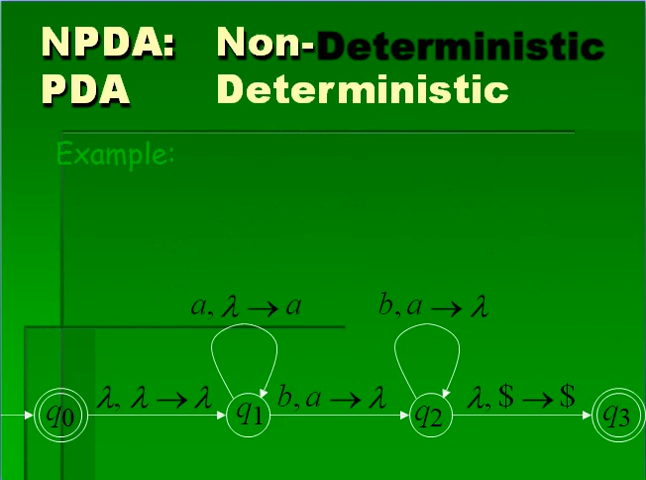 NPDA: Non-Deterministic
PDA Deterministic
Example:
a, λ → a b, a → λ
q0 λ, λ → λ q1 b, a → λ q2 λ, $ → $ q3